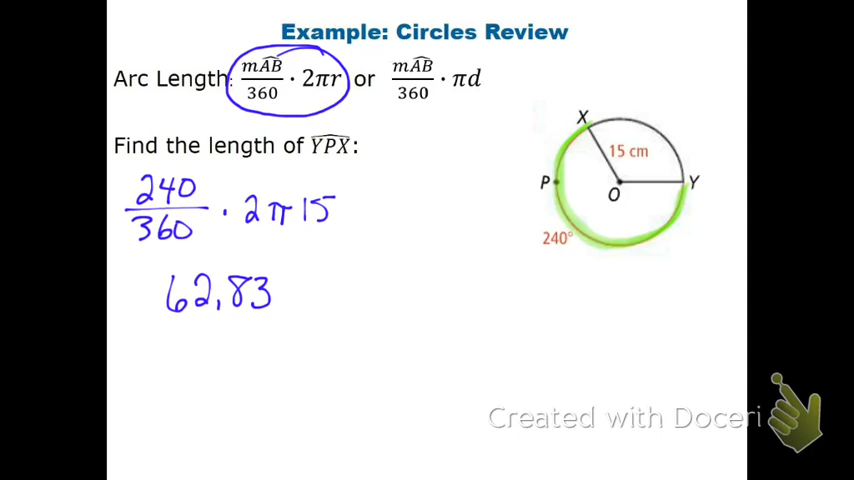 Example: Circles Review
Arc Length: mAB/360 · 2πr or mAB/360 · πd
Find the length of YPX:
240/360 · 2π15
62.83
X
15 cm
P
Y
O
240°
Created with Doceri